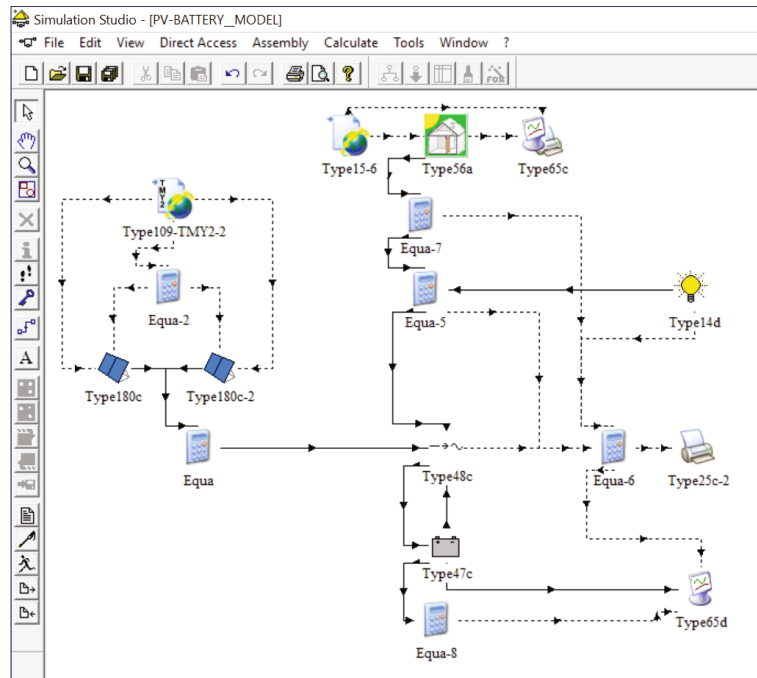 Simulation Studio - [PV-BATTERY__MODEL]
File Edit View Direct Access Assembly Calculate Tools Window ?
FOR
Type15-6 Type56a Type65c
TMY2
Type109-TMY2-2
Equa-7
Equa-2
Equa-5
Type14d
Type180c Type180c-2
Equa
Type48c
Equa-6
Type25c-2
Type47c
Type65d
Equa-8
A